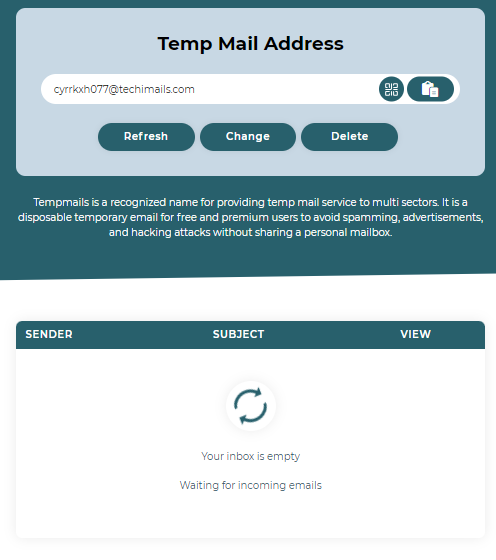 Temp Mail Address
cyrrkxh077@techimails.com
Refresh Change Delete
Tempmails is a recognized name for providing temp mail service to multi sectors. It is a
disposable temporary email for free and premium users to avoid spamming, advertisements,
and hacking attacks without sharing a personal mailbox.
SENDER SUBJECT VIEW
Your inbox is empty
Waiting for incoming emails